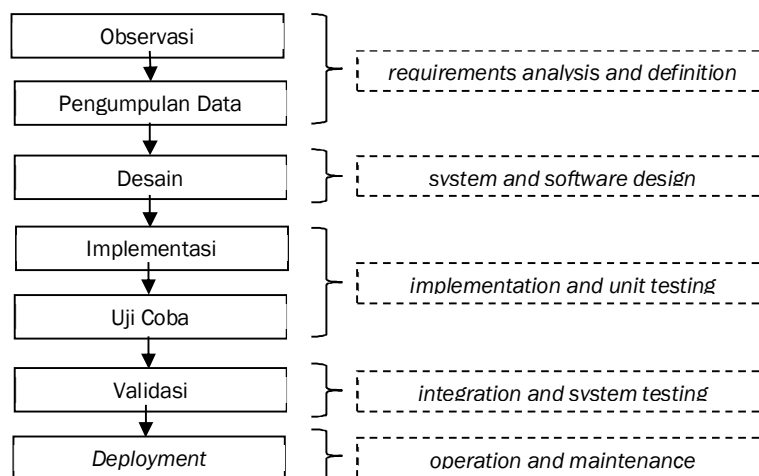 Observasi
requirements analysis and definition
Pengumpulan Data
Desain
system and software design
Implementasi
implementation and unit testing
Uji Coba
Validasi
integration and system testing
Deployment
operation and maintenance